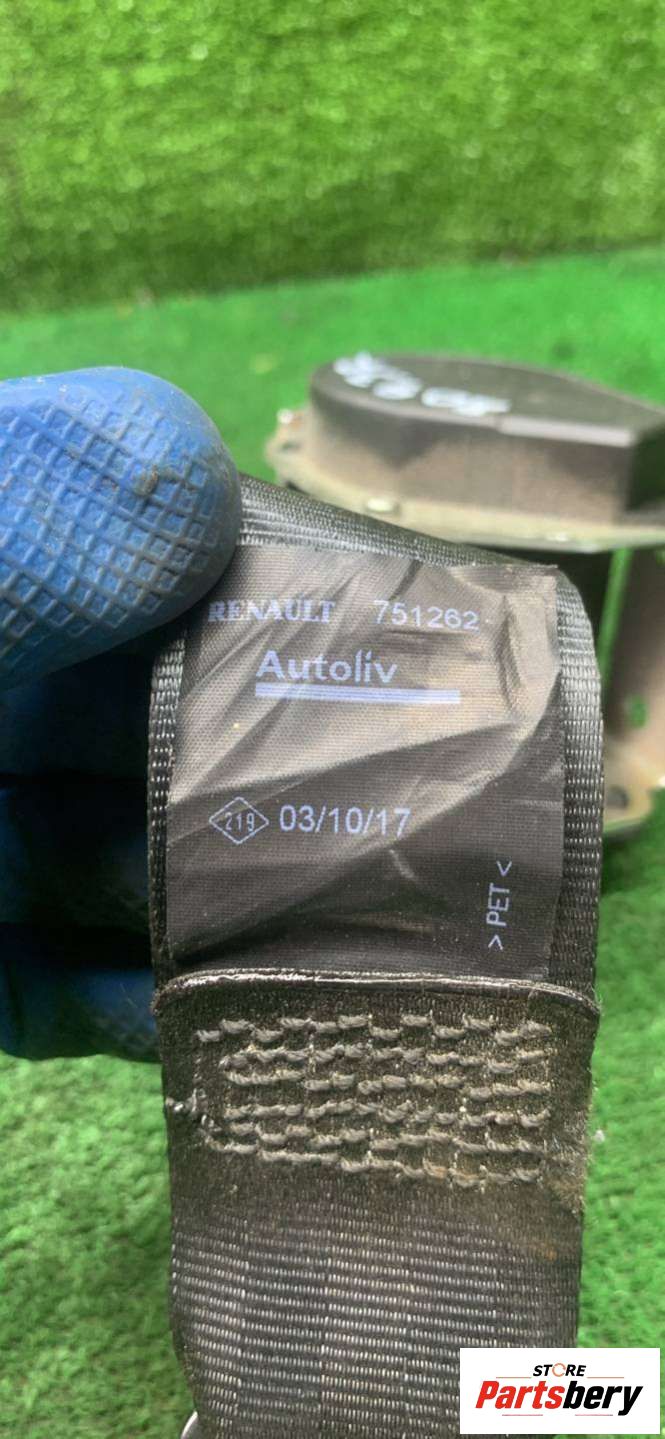 RENAULT 751262
Autoliv
219 03/10/17
> PET <
STORE
Partsbery